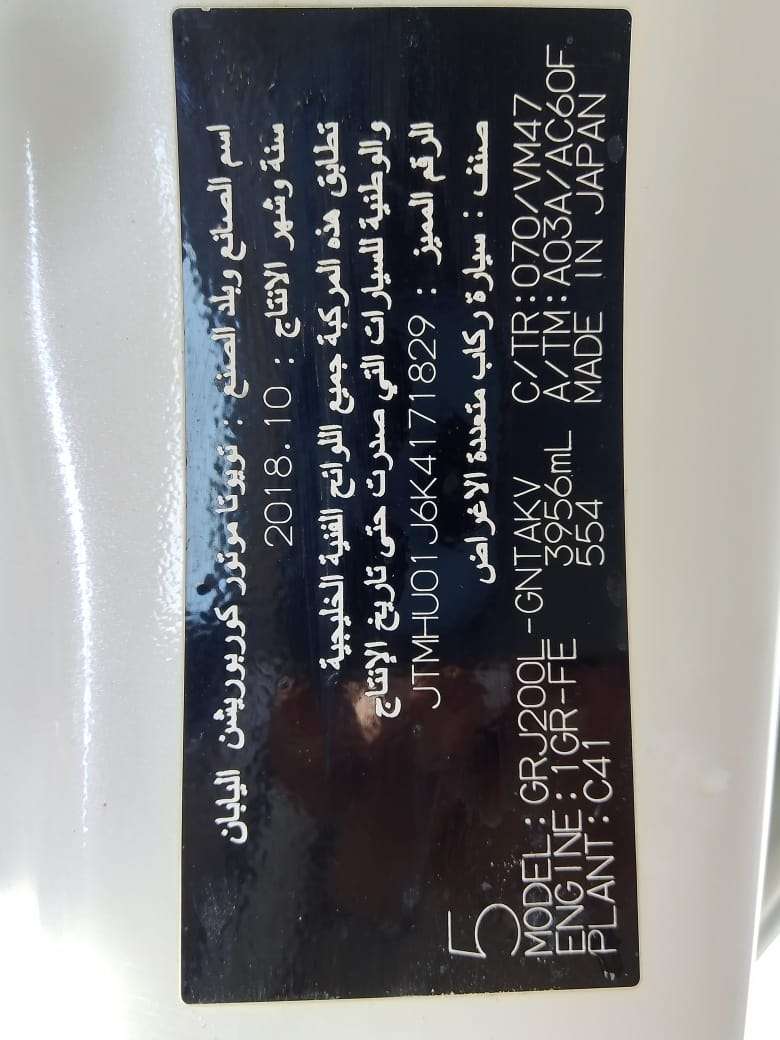 اسم الصانع وبلد الصنع : تويوتا موتور كوربوريشن اليابان
سنة وشهر الانتاج : 2018.10
تطابق هذه المركبة جميع اللوائح الفنية الخليجية
والوطنية للسيارات التي صدرت حتى تاريخ الإنتاج
الرقم المميز : JTMHU01J6K4171829
صنف : سيارة ركاب متعددة الاغراض
5
MODEL:GRJ200L-GNTAKV C/TR:070/VM47
ENGINE:1GR-FE 3956mL A/TM:A03A/AC60F
PLANT:C41 554 MADE IN JAPAN